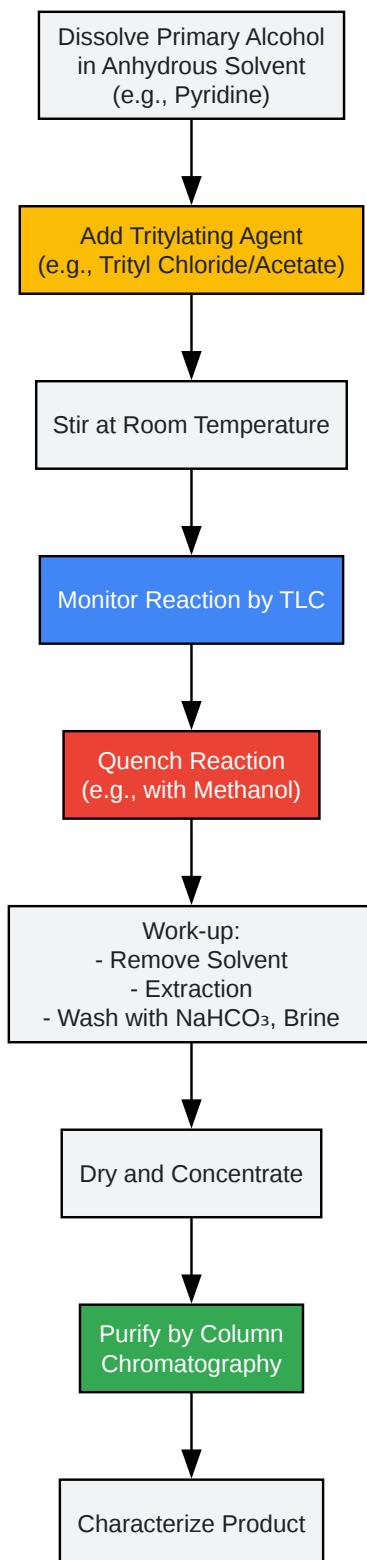 Dissolve Primary Alcohol
in Anhydrous Solvent
(e.g., Pyridine)
Add Tritylating Agent
(e.g., Trityl Chloride/Acetate)
Stir at Room Temperature
Monitor Reaction by TLC
Quench Reaction
(e.g., with Methanol)
Work-up:
- Remove Solvent
- Extraction
- Wash with NaHCO₃, Brine
Dry and Concentrate
Purify by Column
Chromatography
Characterize Product